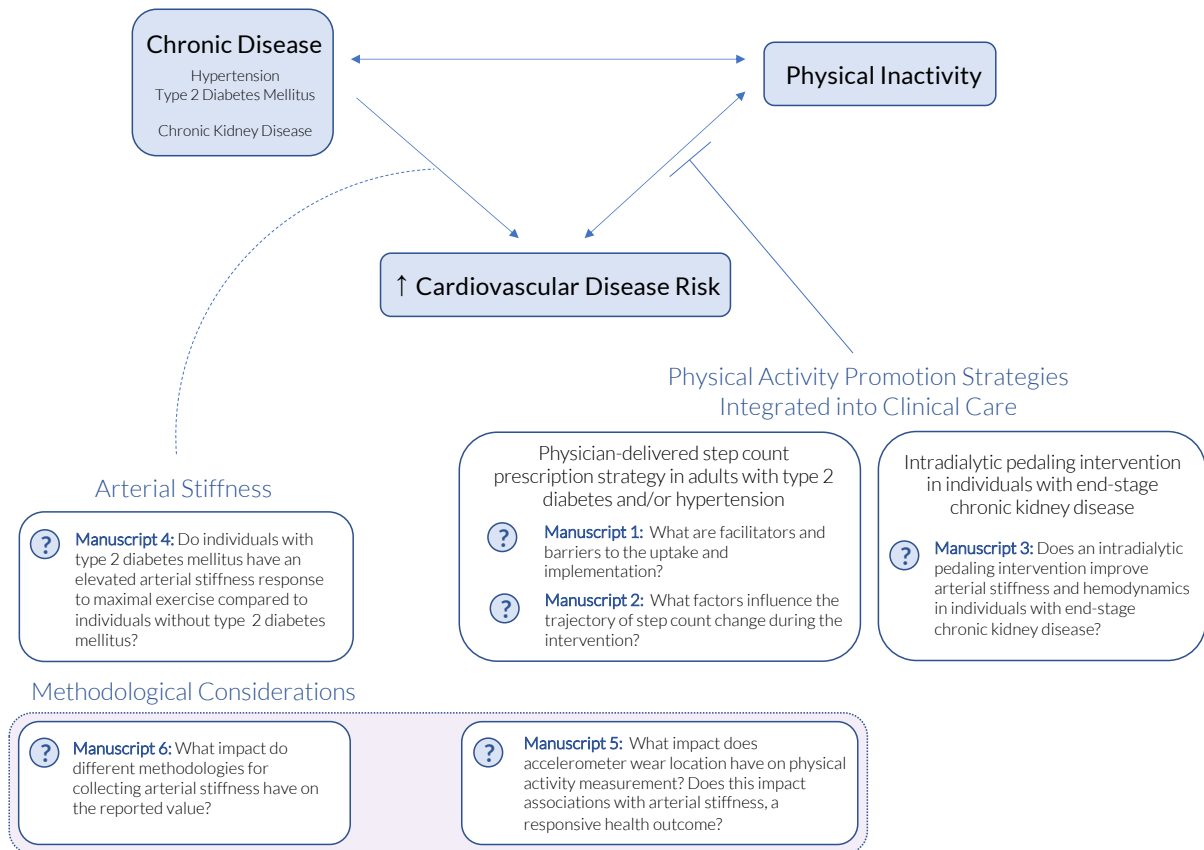 Chronic Disease
Hypertension
Type 2 Diabetes Mellitus
Chronic Kidney Disease
Physical Inactivity
↑ Cardiovascular Disease Risk
Physical Activity Promotion Strategies
Integrated into Clinical Care
Physician-delivered step count
prescription strategy in adults with type 2
diabetes and/or hypertension
? Manuscript 1: What are facilitators and
barriers to the uptake and
implementation?
? Manuscript 2: What factors influence the
trajectory of step count change during the
intervention?
Intradialytic pedaling intervention
in individuals with end-stage
chronic kidney disease
? Manuscript 3: Does an intradialytic
pedaling intervention improve
arterial stiffness and hemodynamics
in individuals with end-stage
chronic kidney disease?
Arterial Stiffness
? Manuscript 4: Do individuals with
type 2 diabetes mellitus have an
elevated arterial stiffness response
to maximal exercise compared to
individuals without type 2 diabetes
mellitus?
Methodological Considerations
? Manuscript 6: What impact do
different methodologies for
collecting arterial stiffness have on
the reported value?
? Manuscript 5: What impact does
accelerometer wear location have on physical
activity measurement? Does this impact
associations with arterial stiffness, a
responsive health outcome?